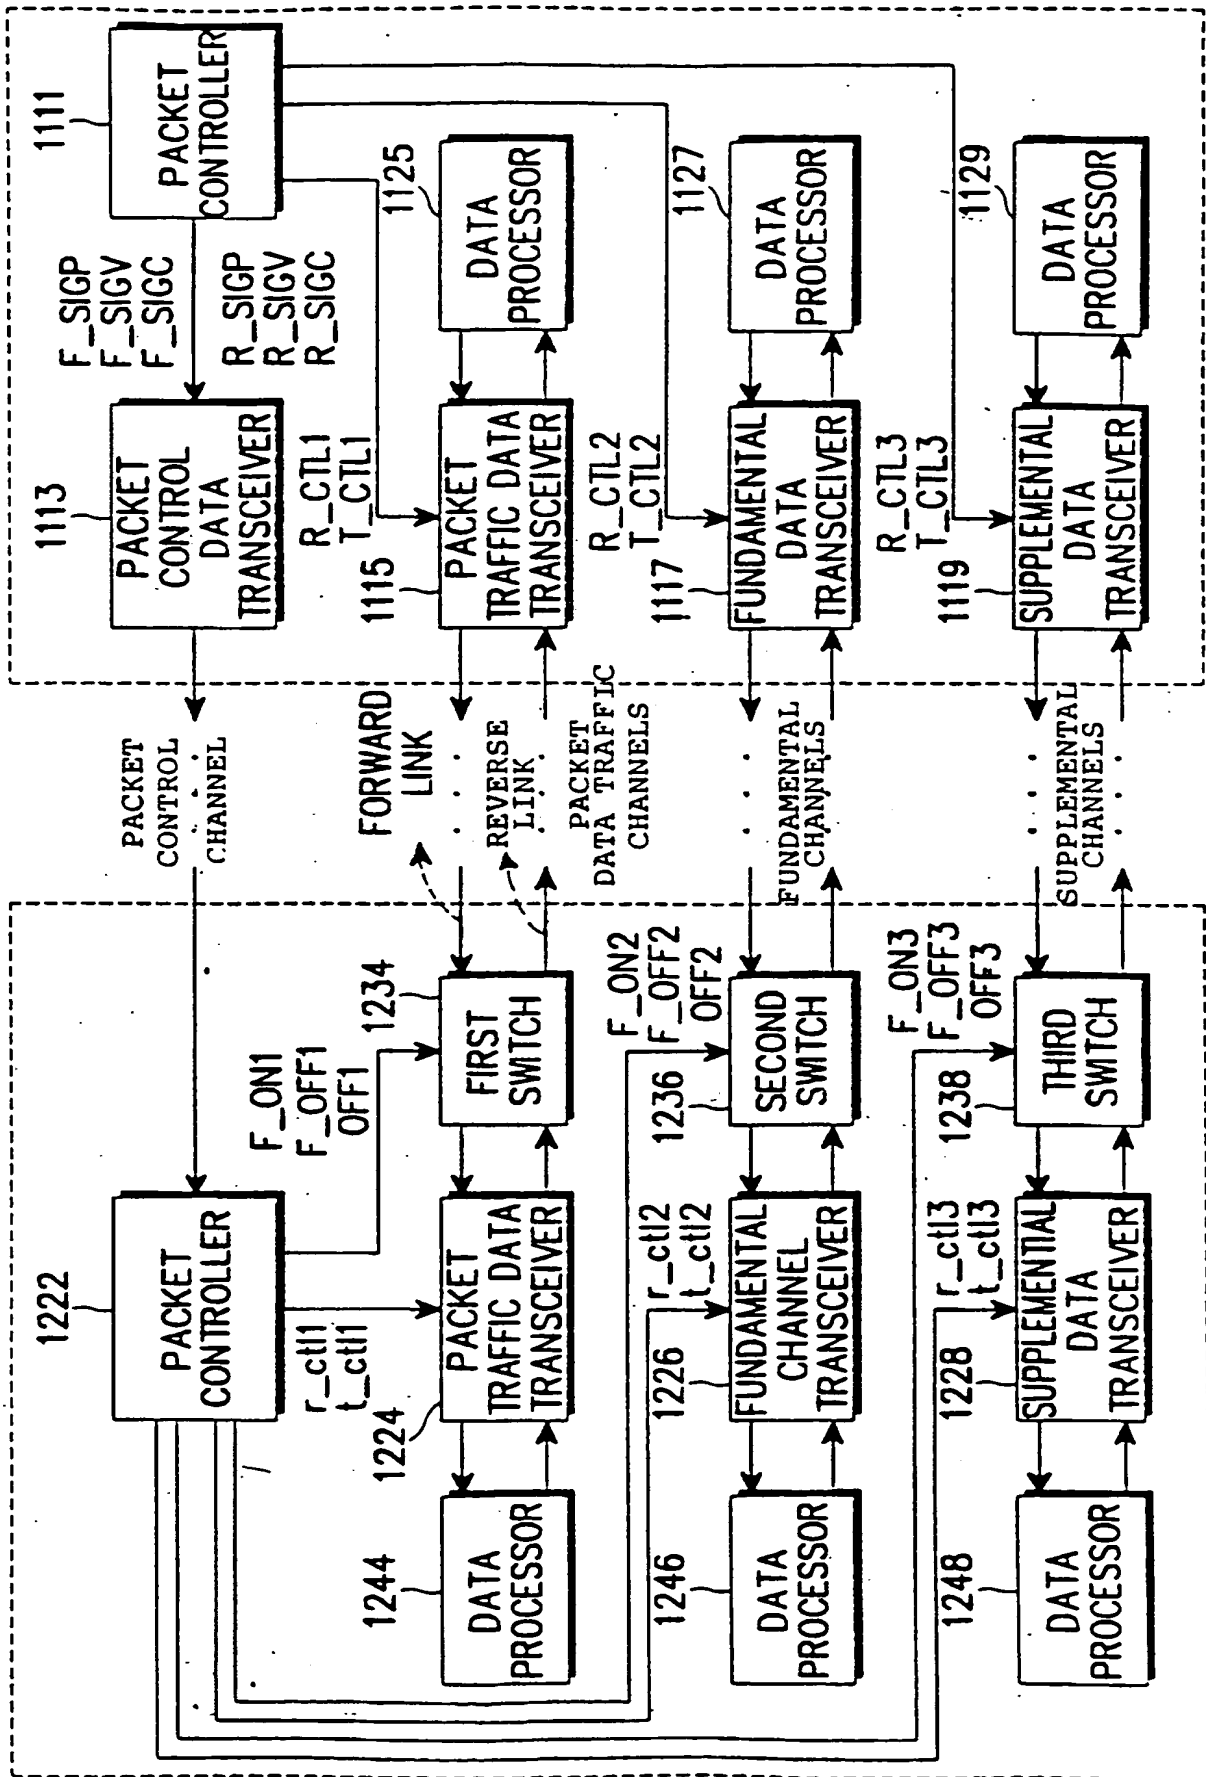 1222
PACKET
CONTROLLER
r_ctl1
t_ctl1
F_ON1
F_OFF1
OFF1
PACKET
CONTROL
CHANNEL
1113
PACKET
CONTROL
DATA
TRANSCEIVER
F_SIGP
F_SIGV
F_SIGC
R_SIGP
R_SIGV
R_SIGC
1111
PACKET
CONTROLLER
1244
DATA
PROCESSOR
1224
PACKET
TRAFFIC DATA
TRANSCEIVER
1234
FIRST
SWITCH
FORWARD
LINK
REVERSE
LINK
PACKET
DATA TRAFFIC
CHANNELS
R_CTL1
T_CTL1
1115
PACKET
TRAFFIC DATA
TRANSCEIVER
1125
DATA
PROCESSOR
1246
DATA
PROCESSOR
r_ctl2
t_ctl2
1226
FUNDAMENTAL
CHANNEL
TRANSCEIVER
F_ON2
F_OFF2
OFF2
1236
SECOND
SWITCH
FUNDAMENTAL
CHANNELS
R_CTL2
T_CTL2
1117
FUNDAMENTAL
DATA
TRANSCEIVER
1127
DATA
PROCESSOR
1248
DATA
PROCESSOR
r_ctl3
t_ctl3
1228
SUPPLEMENTIAL
DATA
TRANSCEIVER
F_ON3
F_OFF3
OFF3
1238
THIRD
SWITCH
SUPPLEMENTAL
CHANNELS
R_CTL3
T_CTL3
1119
SUPPLEMENTAL
DATA
TRANSCEIVER
1129
DATA
PROCESSOR